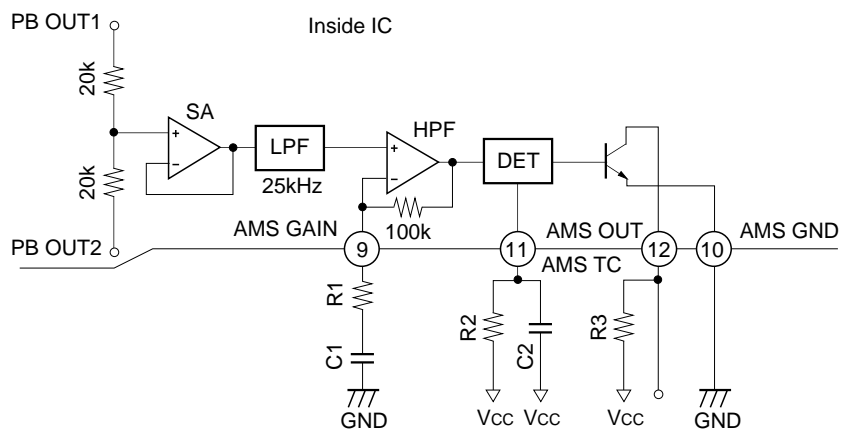 PB OUT1
Inside IC
20k
SA
+
−
LPF
25kHz
HPF
+
−
DET
20k
100k
PB OUT2
AMS GAIN
9
11
AMS OUT
12
10
AMS GND
AMS TC
R1
C1
GND
R2
C2
VCC
VCC
R3
VCC
GND